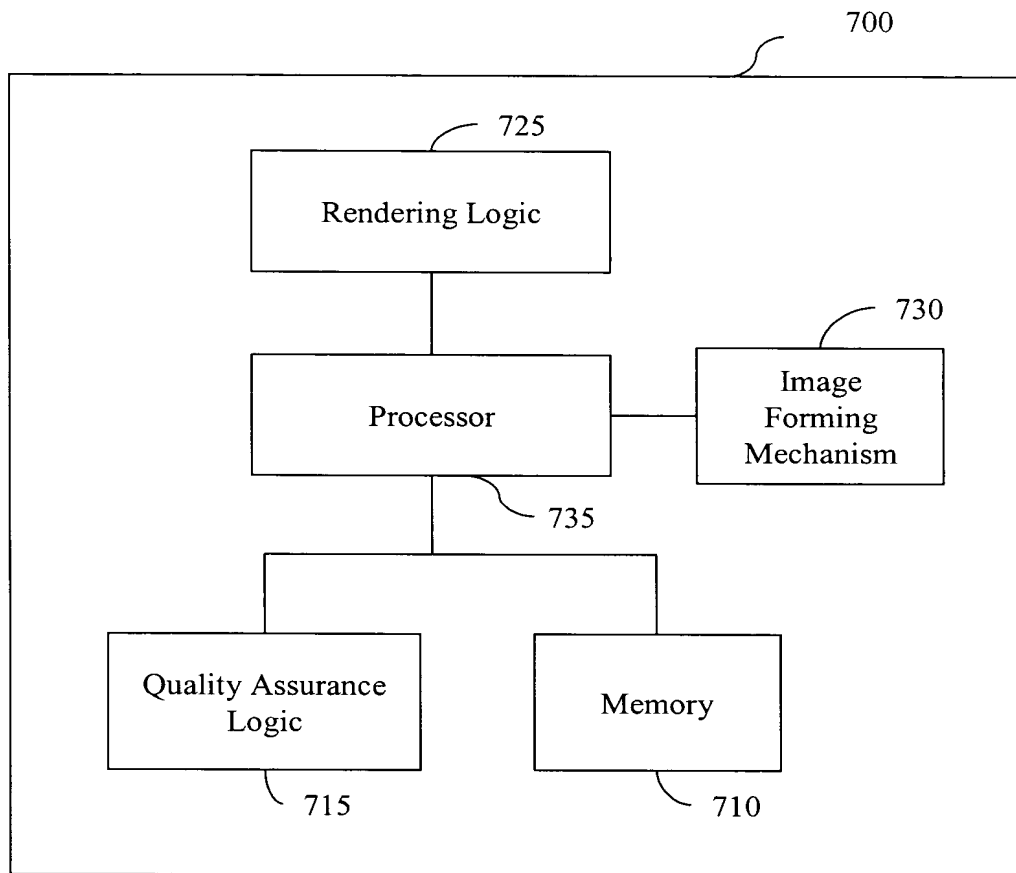 700
725
Rendering Logic
730
Processor
Image
Forming
Mechanism
735
Quality Assurance
Logic
Memory
715
710